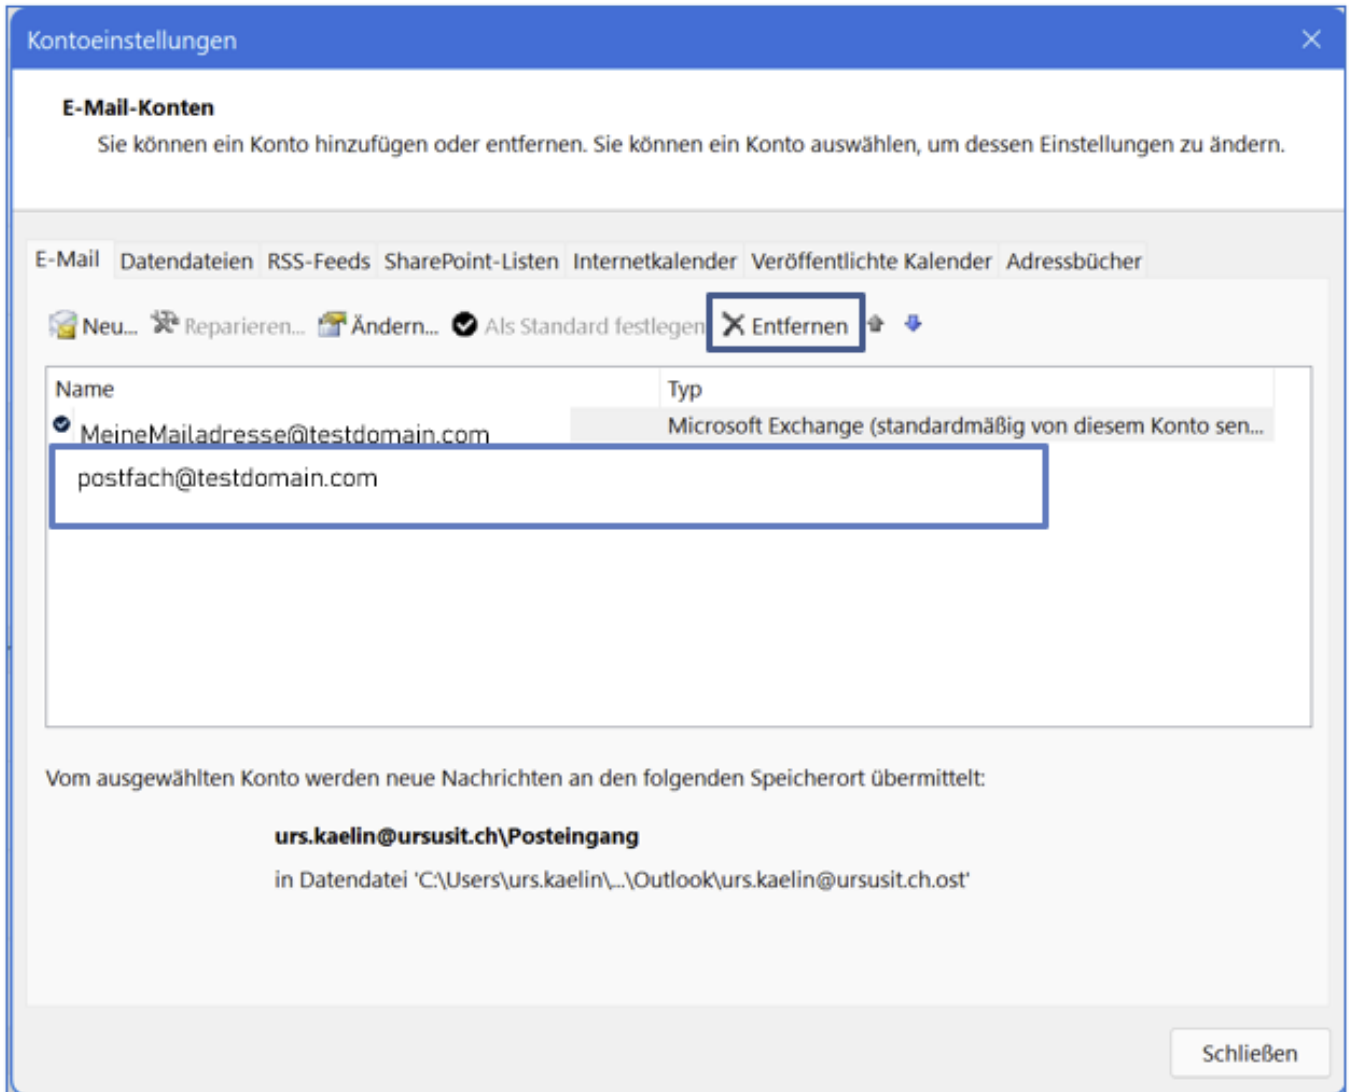 Kontoeinstellungen
E-Mail-Konten
Sie können ein Konto hinzufügen oder entfernen. Sie können ein Konto auswählen, um dessen Einstellungen zu ändern.
E-Mail Datendateien RSS-Feeds SharePoint-Listen Internetkalender Veröffentlichte Kalender Adressbücher
Neu... Reparieren... Ändern... Als Standard festlegen Entfernen
Name Typ
MeineMailadresse@testdomain.com Microsoft Exchange (standardmäßig von diesem Konto sen...
postfach@testdomain.com
Vom ausgewählten Konto werden neue Nachrichten an den folgenden Speicherort übermittelt:
urs.kaelin@ursusit.ch\Posteingang
in Datendatei 'C:\Users\urs.kaelin\...\Outlook\urs.kaelin@ursusit.ch.ost'
Schließen